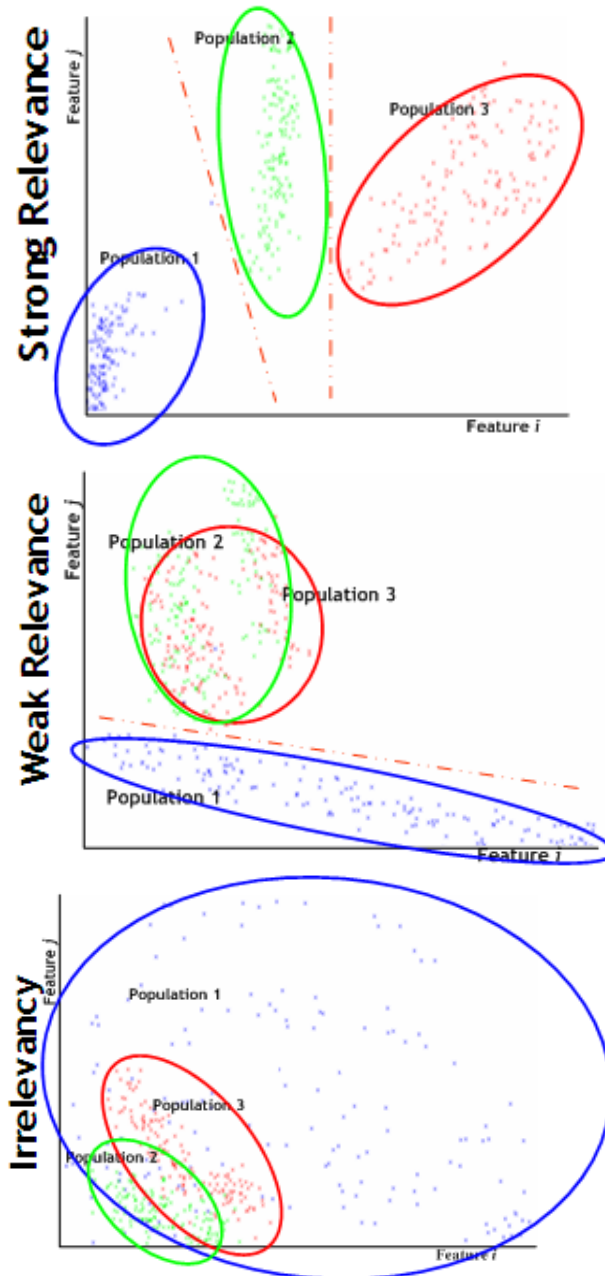 Strong Relevance
Feature j
Population 2
Population 3
Population 1
Feature i
Weak Relevance
Feature j
Population 2
Population 3
Population 1
Feature i
Irrelevancy
Feature j
Population 1
Population 3
Population 2
Feature i